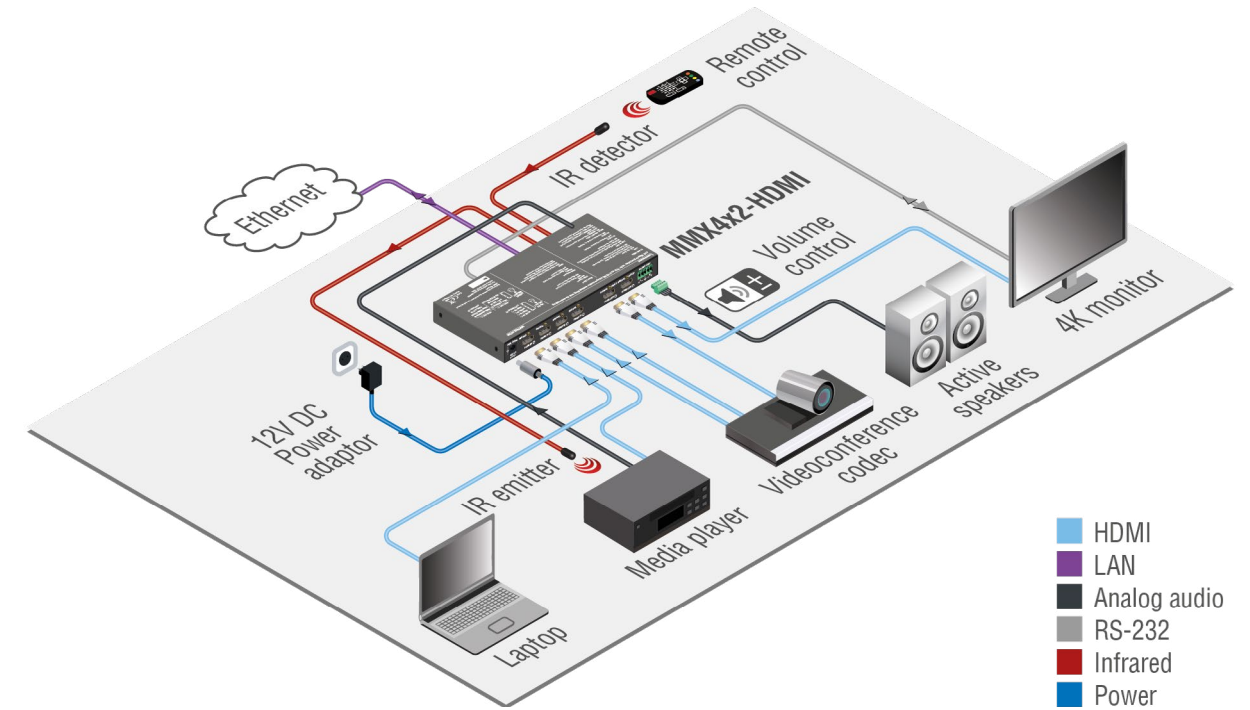 Remote
control
IR detector
Ethernet
MMX4x2-HDMI
Volume
control
4K monitor
Active
speakers
12V DC
Power
adaptor
IR emitter
Videoconference
codec
Media player
Laptop
HDMI
LAN
Analog audio
RS-232
Infrared
Power